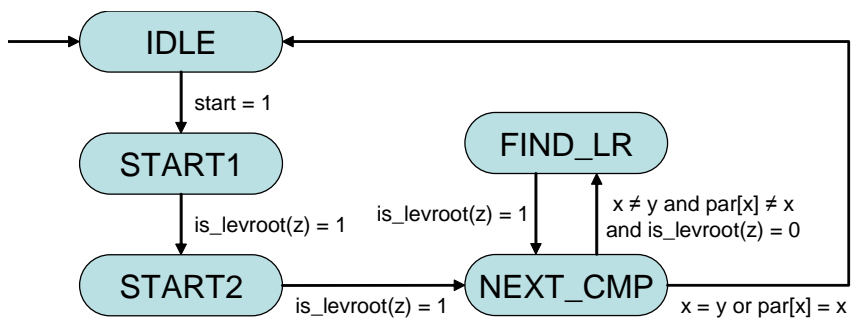 IDLE
start = 1
START1
FIND_LR
is_levroot(z) = 1
is_levroot(z) = 1
x ≠ y and par[x] ≠ x
and is_levroot(z) = 0
START2
NEXT_CMP
is_levroot(z) = 1
x = y or par[x] = x